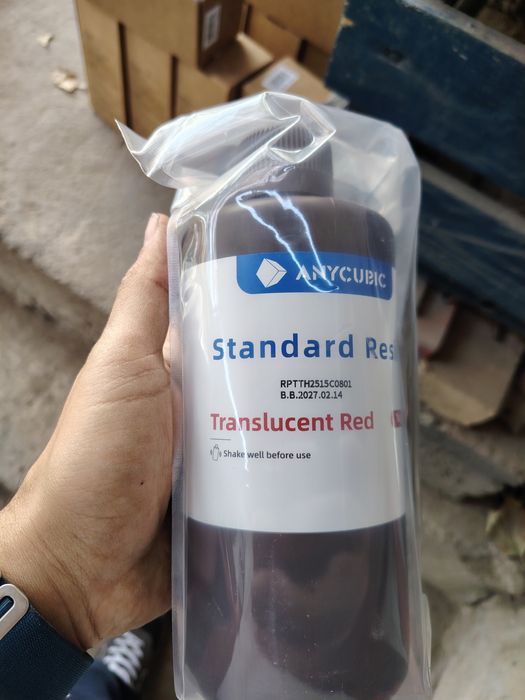 ANYCUBIC
Standard Res
RPTTH2515C0801
B.B.2027.02.14
Translucent Red
Shake well before use